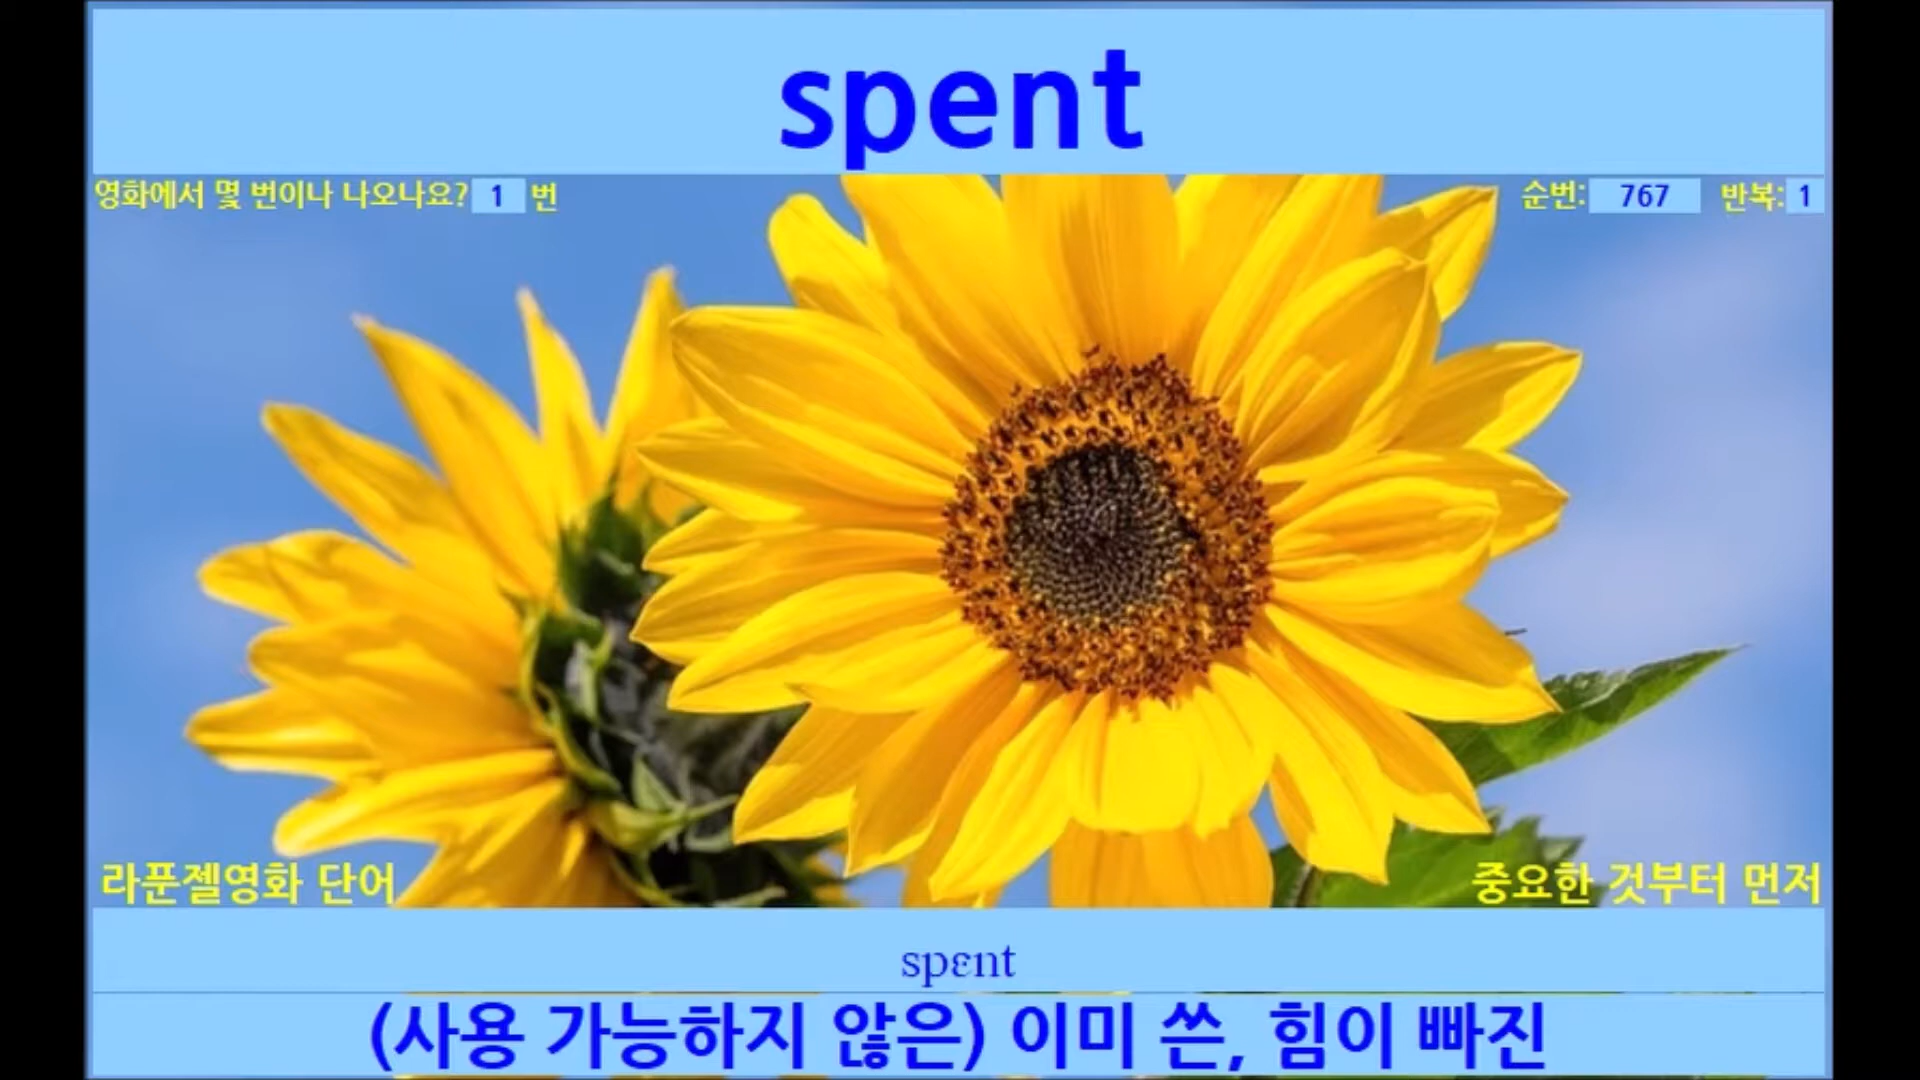 spent
영화에서 몇 번이나 나오나요? 1 번
순번: 767 반복: 1
라푼젤영화 단어
중요한 것부터 먼저
spɛnt
(사용 가능하지 않은) 이미 쓴, 힘이 빠진